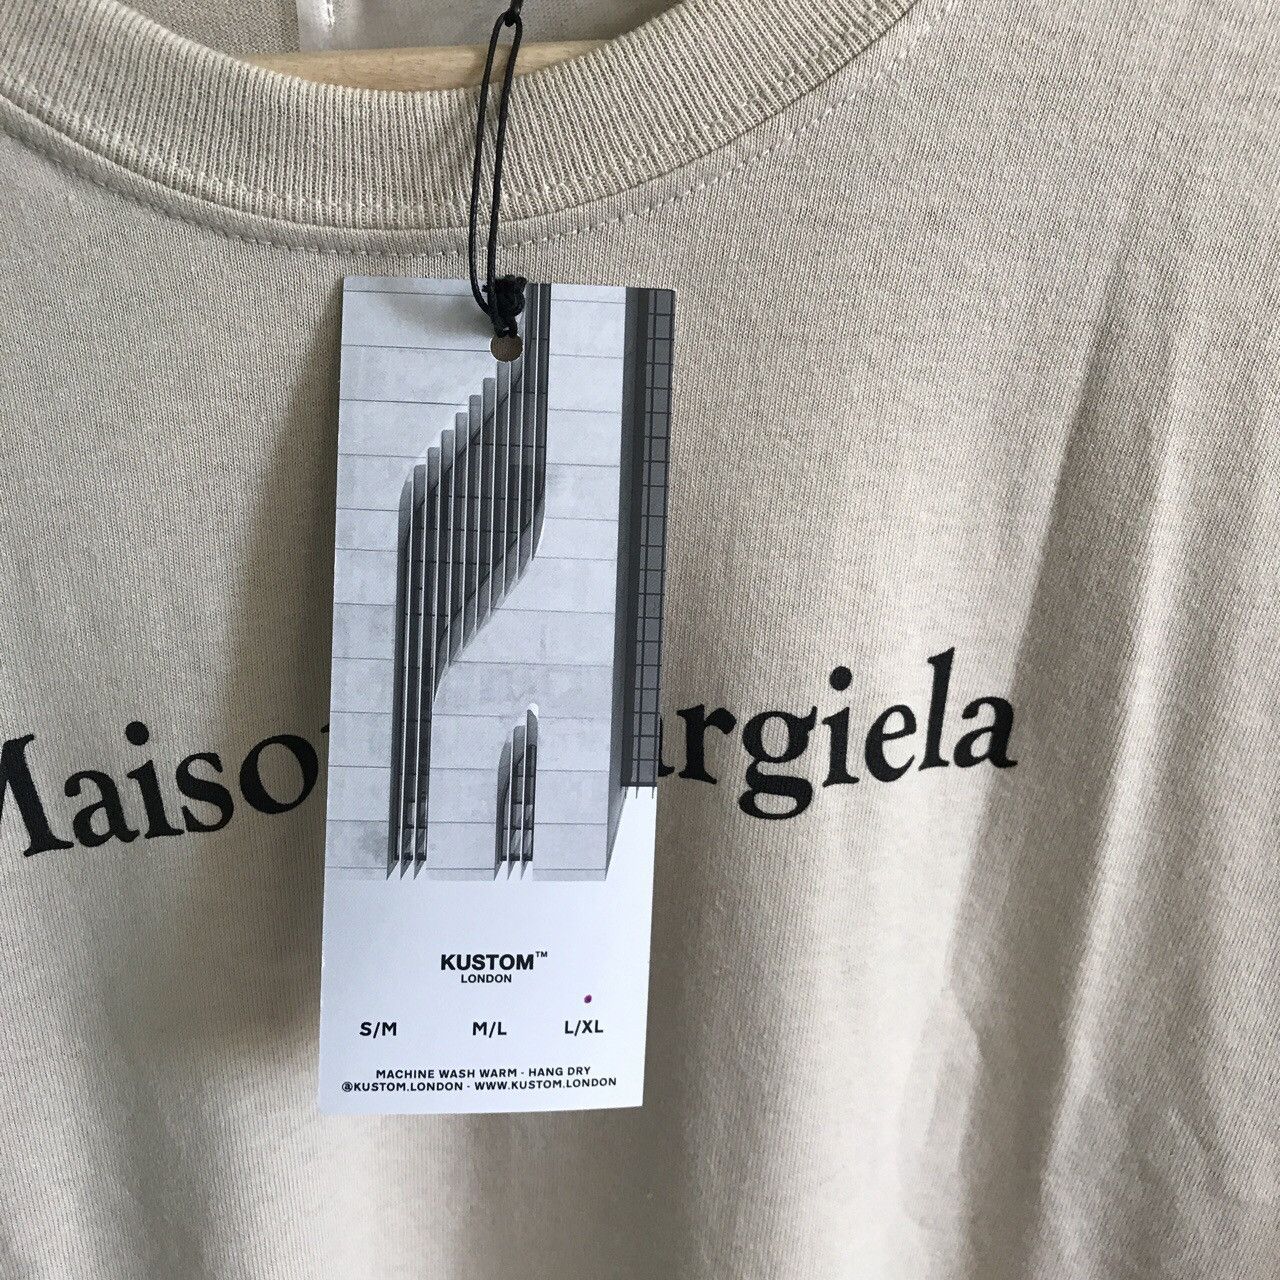 Maiso argiela
KUSTOM™
LONDON
S/M M/L L/XL
MACHINE WASH WARM - HANG DRY
@KUSTOM.LONDON - WWW.KUSTOM.LONDON